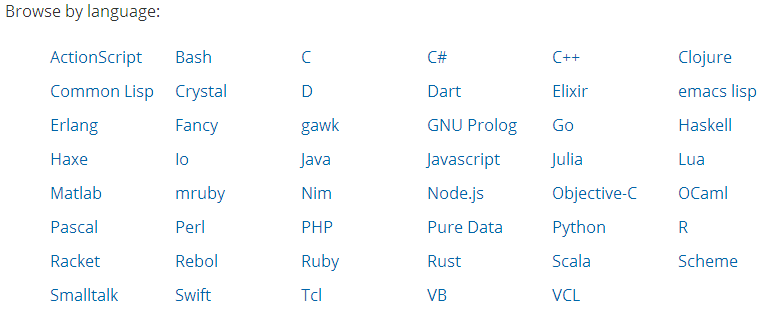 Browse by language:
ActionScript Bash C C# C++ Clojure
Common Lisp Crystal D Dart Elixir emacs lisp
Erlang Fancy gawk GNU Prolog Go Haskell
Haxe Io Java Javascript Julia Lua
Matlab mruby Nim Node.js Objective-C OCaml
Pascal Perl PHP Pure Data Python R
Racket Rebol Ruby Rust Scala Scheme
Smalltalk Swift Tcl VB VCL